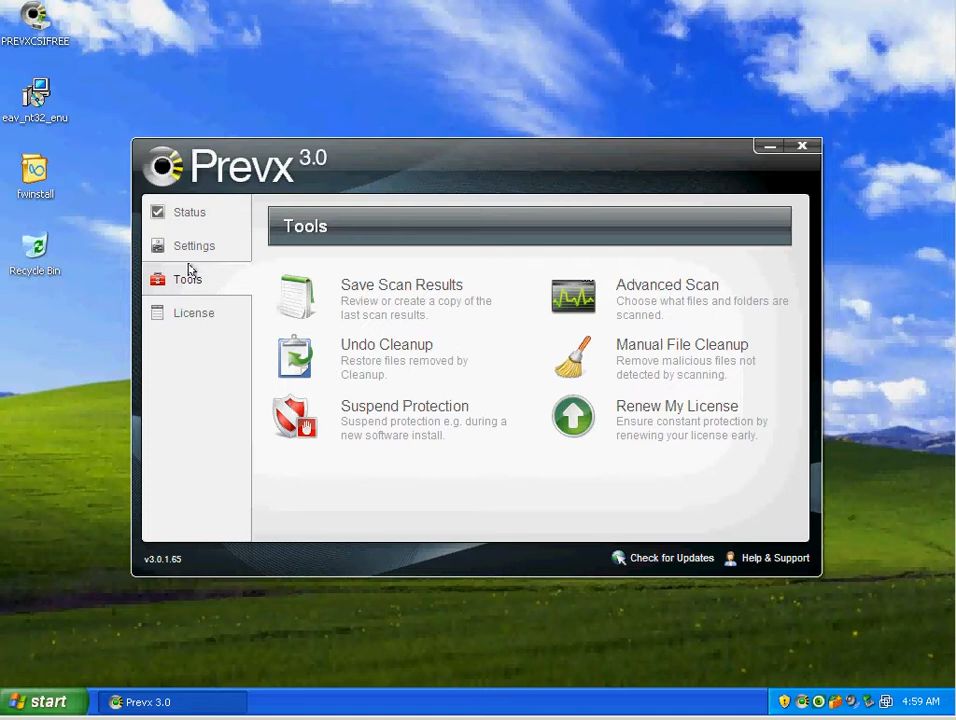 PREVXCSIFREE
eav_nt32_enu
fwinstall
Recycle Bin
Prevx 3.0
Status
Settings
Tools
License
Tools
Save Scan Results
Review or create a copy of the
last scan results.
Advanced Scan
Choose what files and folders are
scanned.
Undo Cleanup
Restore files removed by
Cleanup.
Manual File Cleanup
Remove malicious files not
detected by scanning.
Suspend Protection
Suspend protection e.g. during a
new software install.
Renew My License
Ensure constant protection by
renewing your license early.
v3.0.1.65
Check for Updates
Help & Support
start
Prevx 3.0
4:59 AM